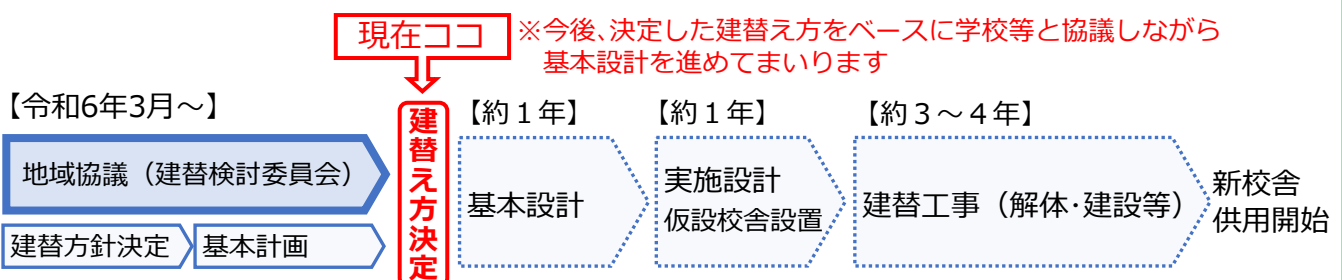 現在ココ
※今後、決定した建替え方をベースに学校等と協議しながら
基本設計を進めてまいります
【令和6年3月~】
地域協議(建替検討委員会)
建替方針決定
基本計画
建替え方決定
【約1年】
基本設計
【約1年】
実施設計
仮設校舎設置
【約3~4年】
建替工事(解体・建設等)
新校舎
供用開始